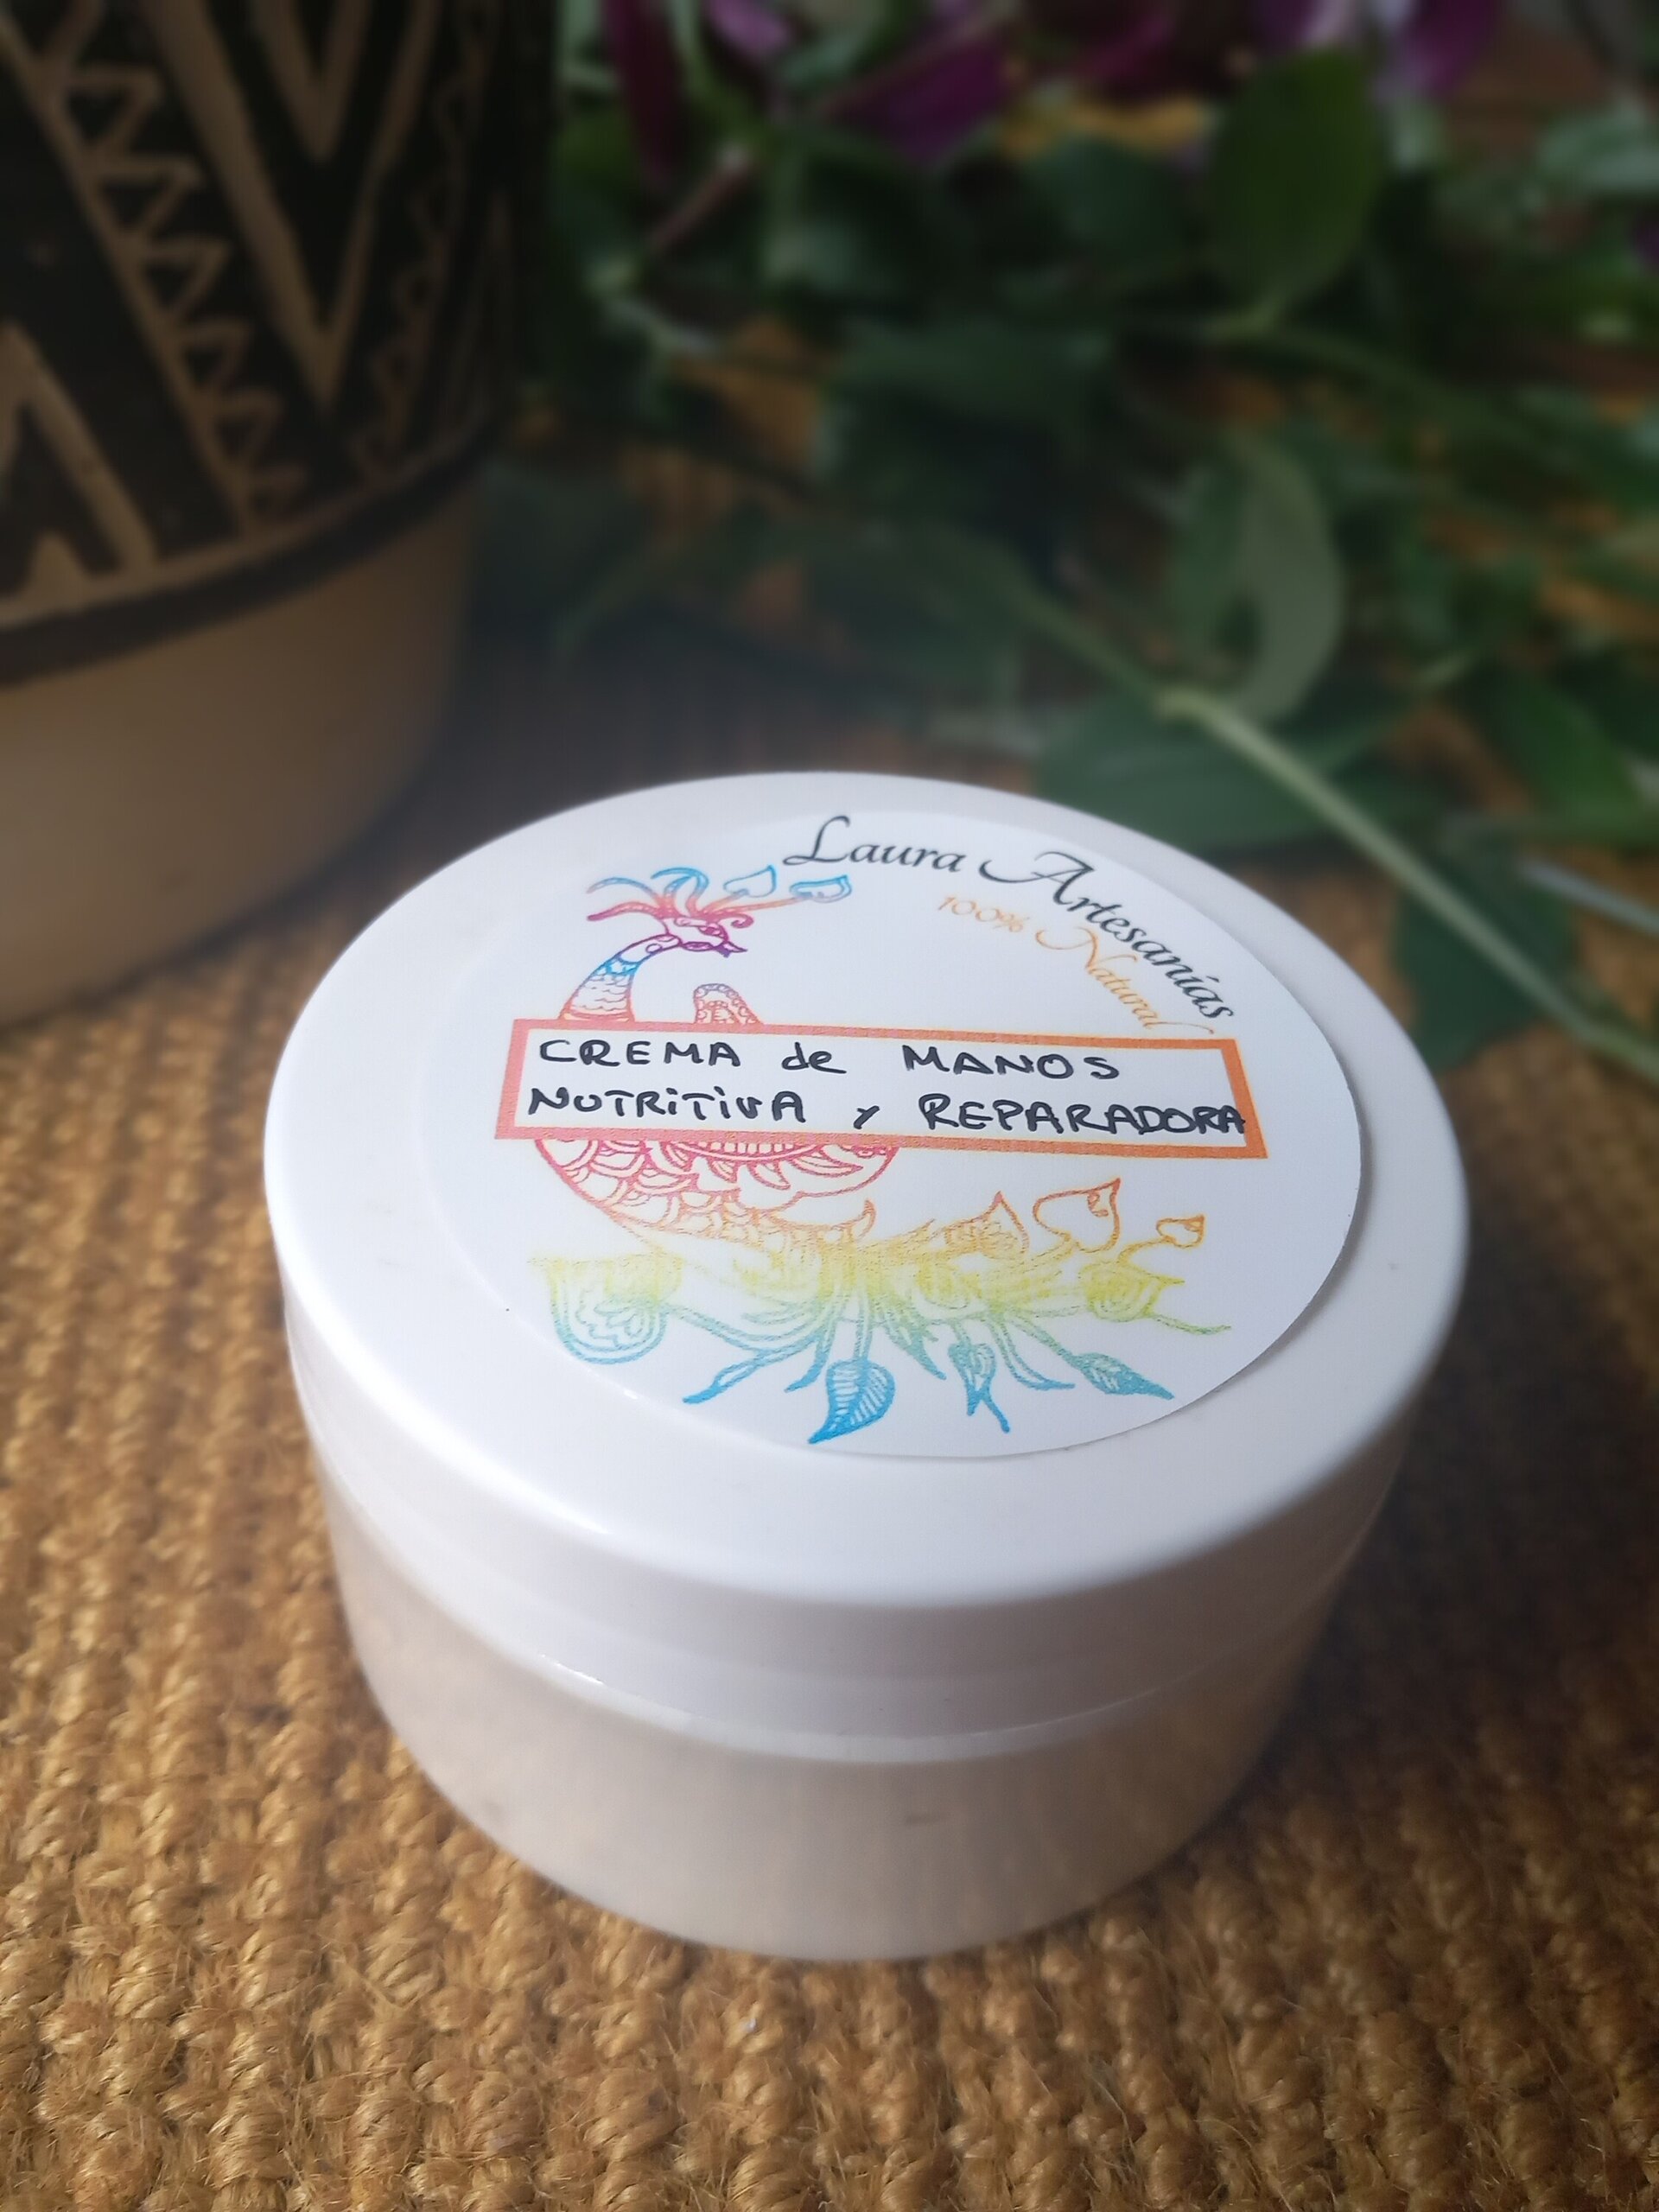 Laura Artesanías
100% Natural
CREMA de MANOS
NUTRiTiVA y REPARADORA